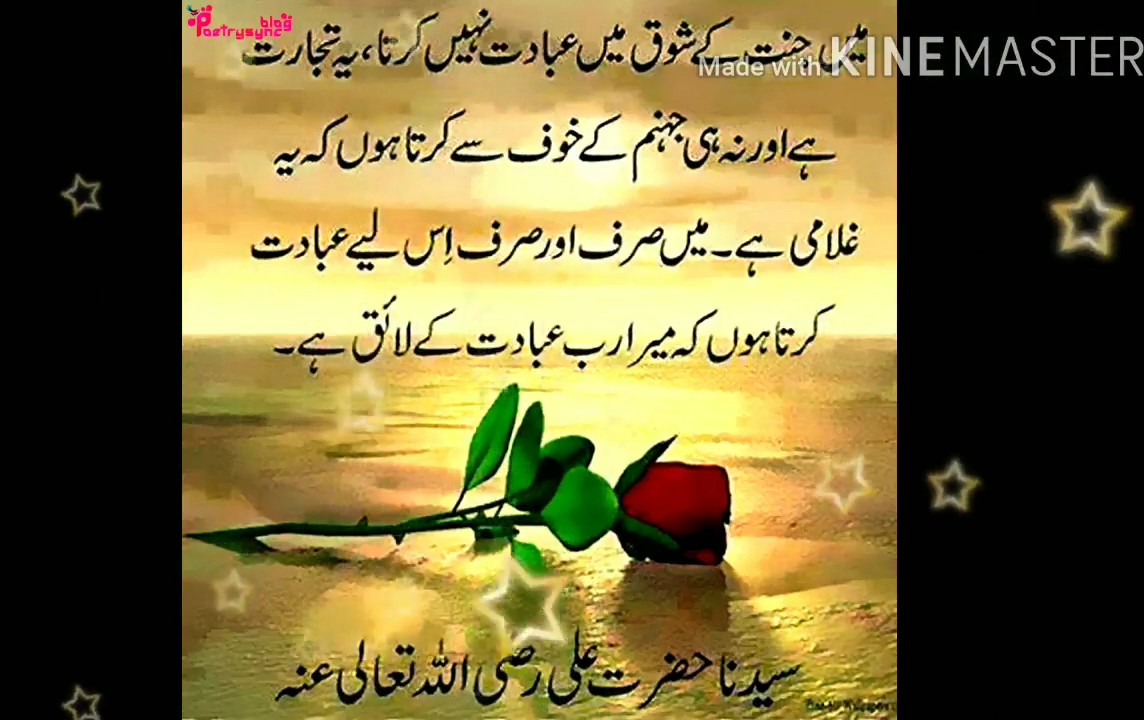 Poetrysync blog
میں جنت کے شوق میں عبادت نہیں کرتا، یہ تجارت
Made with KINEMASTER
ہے اور نہ ہی جہنم کے خوف سے کرتا ہوں کہ یہ
غلامی ہے۔ میں صرف اور صرف اِس لیے عبادت
کرتا ہوں کہ میرا رب عبادت کے لائق ہے۔
سیدنا حضرت علی رضی اللہ تعالی عنہ